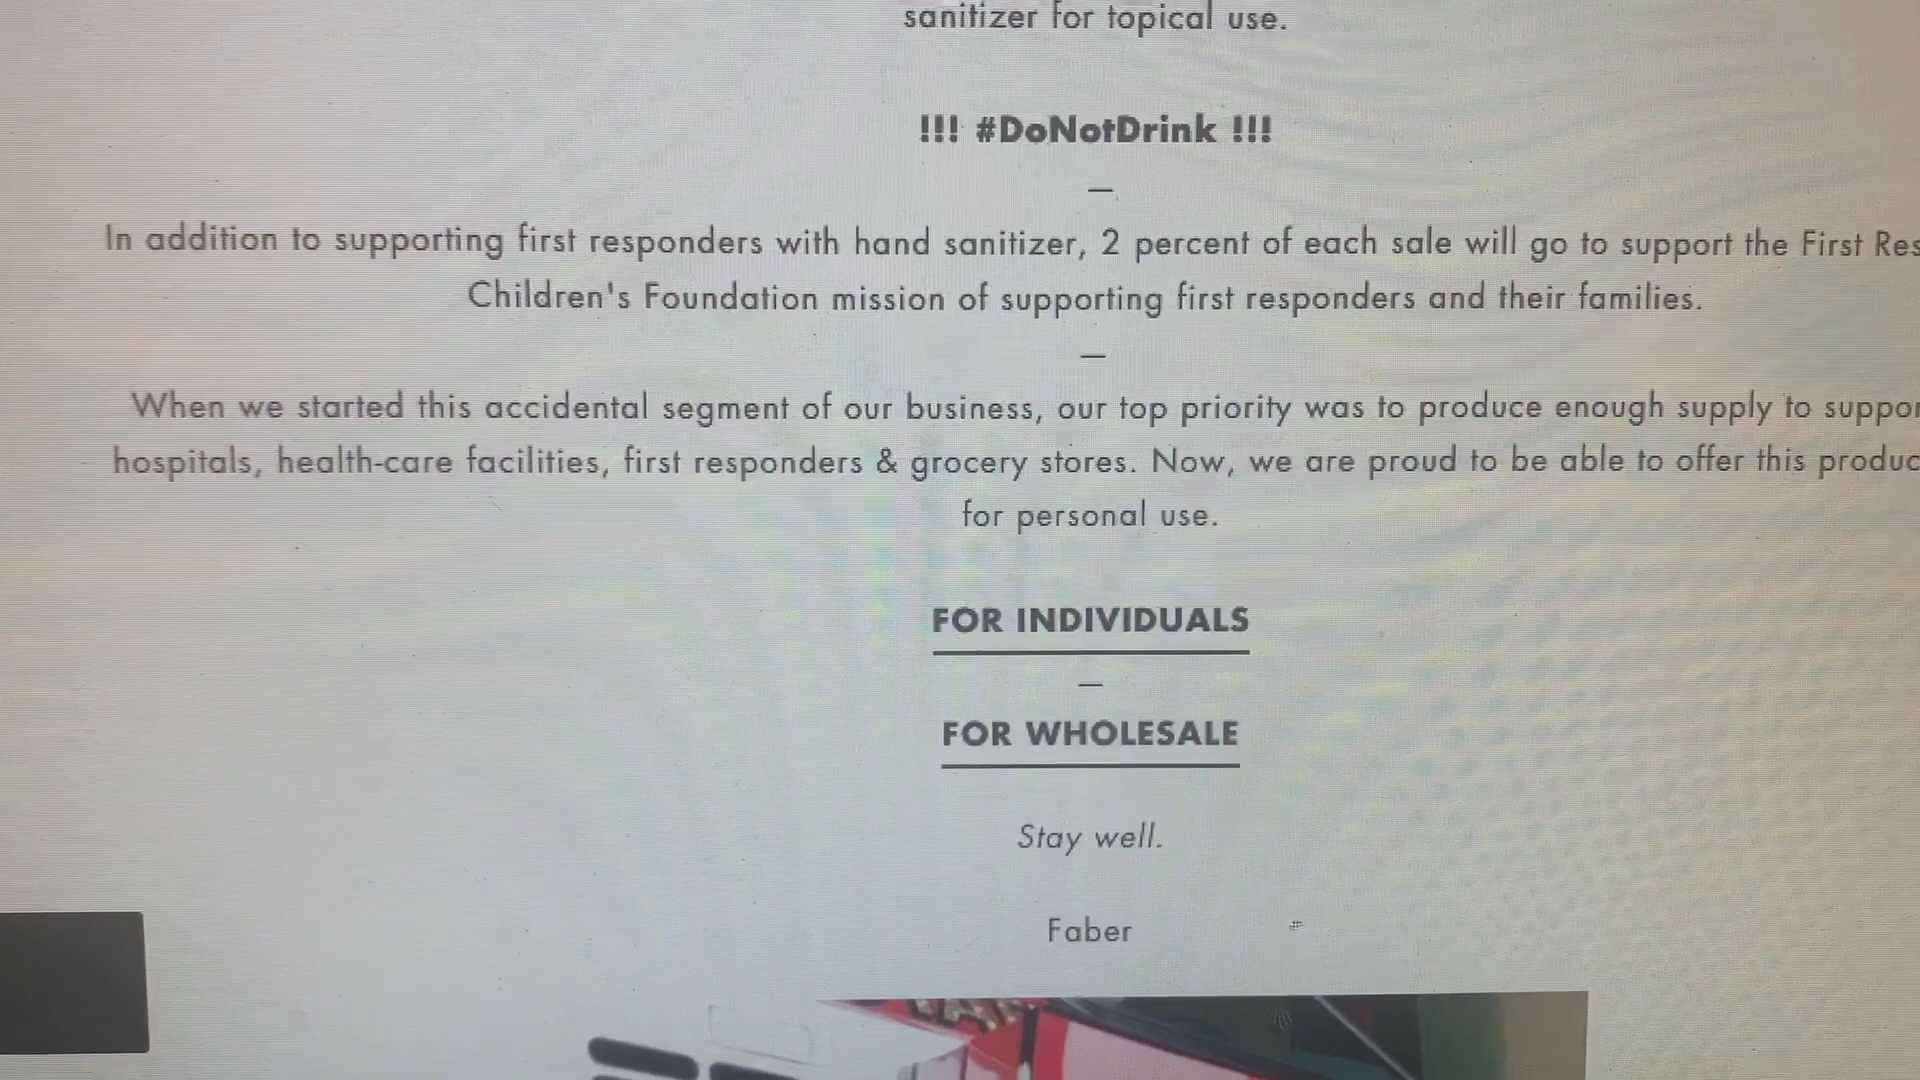 sanitizer for topical use.
!!! #DoNotDrink !!!
—
In addition to supporting first responders with hand sanitizer, 2 percent of each sale will go to support the First
Children's Foundation mission of supporting first responders and their families.
—
When we started this accidental segment of our business, our top priority was to produce enough supply to
hospitals, health-care facilities, first responders & grocery stores. Now, we are proud to be able to offer this
for personal use.
FOR INDIVIDUALS
—
FOR WHOLESALE
Stay well.
Faber